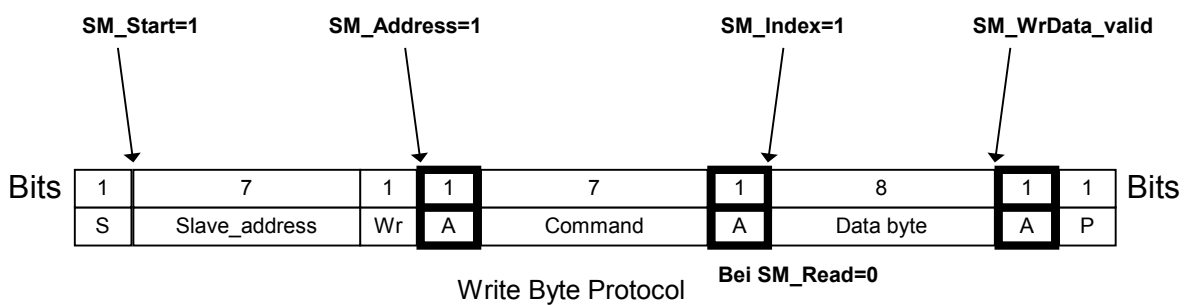 SM_Start=1 SM_Address=1 SM_Index=1 SM_WrData_valid
Bits 1 7 1 1 7 1 8 1 1 Bits
S Slave_address Wr A Command A Data byte A P
Bei SM_Read=0
Write Byte Protocol